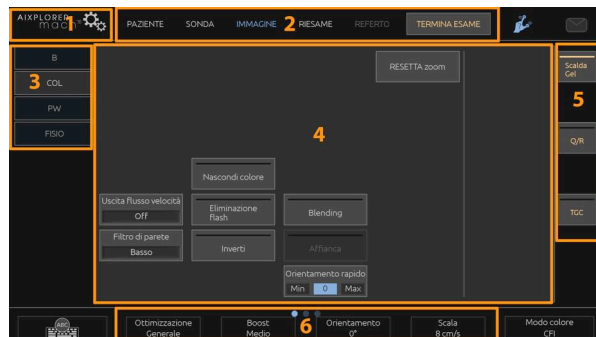 AIXPLORER
mach
1
PAZIENTE SONDA IMMAGINE 2 RIESAME REFERTO TERMINA ESAME
B
3 COL
PW
FISIO
RESETTA zoom
4
Nascondi colore
Uscita flusso velocità
Off
Eliminazione
flash
Blending
Filtro di parete
Basso
Inverti
Affianca
Orientamento rapido
Min 0 Max
Scalda
Gel
5
Q/R
TGC
ABC
Ottimizzazione
Generale
Boost
Medio
6
Orientamento
0°
Scala
8 cm/s
Modo colore
CFI